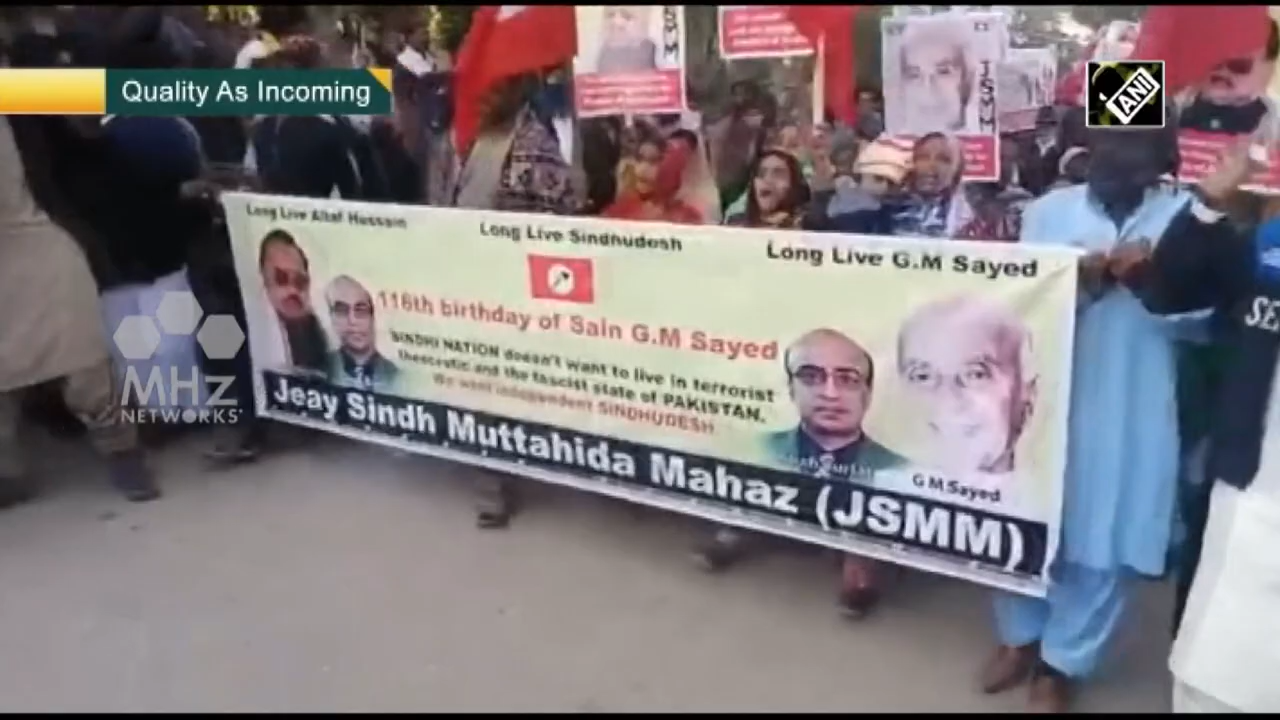 Quality As Incoming
ANI
JSMM
JSMM
Long Live Altaf Hussain
Long Live Sindhudesh
Long Live G.M Sayed
116th birthday of Sain G.M Sayed
SINDHI NATION doesn't want to live in terrorist
theocratic and the fascist state of PAKISTAN.
We want independent SINDHUDESH
G M Sayed
Jeay Sindh Muttahida Mahaz (JSMM)
MHz
NETWORKS